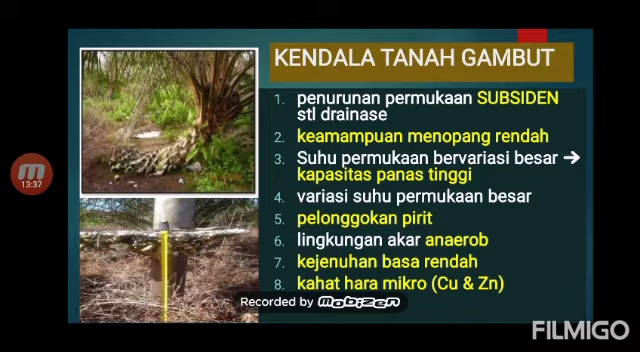 KENDALA TANAH GAMBUT
1. penurunan permukaan SUBSIDEN
stl drainase
2. keamampuan menopang rendah
3. Suhu permukaan bervariasi besar →
kapasitas panas tinggi
4. variasi suhu permukaan besar
5. pelonggokan pirit
6. lingkungan akar anaerob
7. kejenuhan basa rendah
8. kahat hara mikro (Cu & Zn)
13:37
Recorded by mobizen
FILMIGO